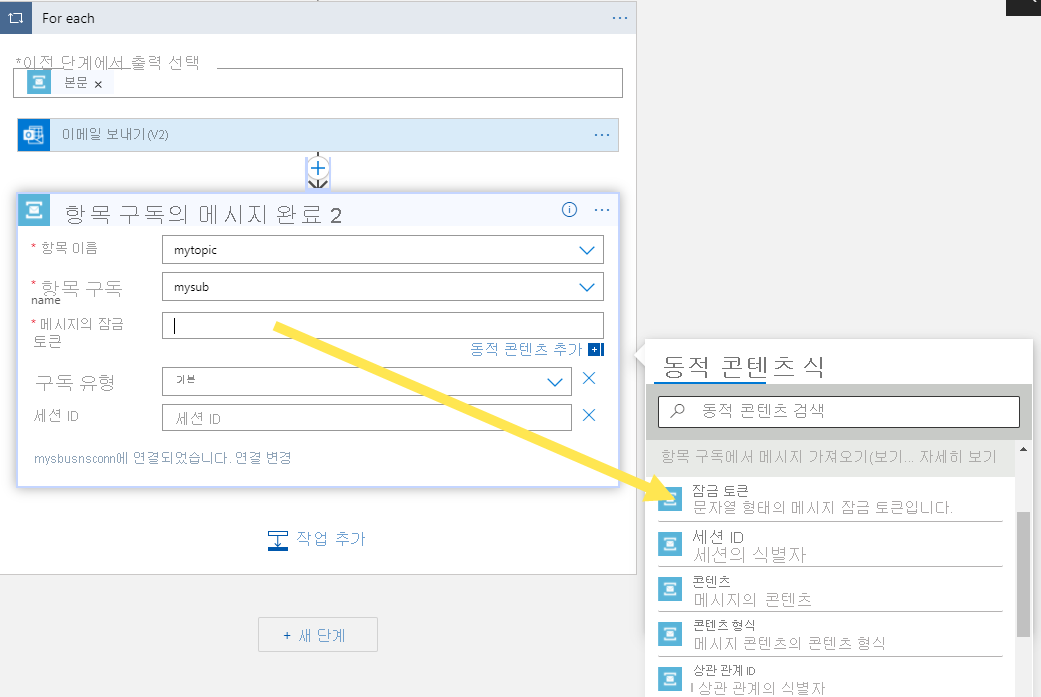 For each
...
*이전 단계에서 출력 선택
본문 ×
이메일 보내기(V2)
...
항목 구독의 메시지 완료 2
...
* 항목 이름
mytopic
* 항목 구독
name
mysub
* 메시지의 잠금
토큰
동적 콘텐츠 추가
구독 유형
기본
세션 ID
세션 ID
mysbusnsconn에 연결되었습니다. 연결 변경
작업 추가
+ 새 단계
동적 콘텐츠 식
동적 콘텐츠 검색
항목 구독에서 메시지 가져오기(보기... 자세히 보기
잠금 토큰
문자열 형태의 메시지 잠금 토큰입니다.
세션 ID
세션의 식별자
콘텐츠
메시지의 콘텐츠
콘텐츠 형식
메시지 콘텐츠의 콘텐츠 형식
상관 관계 ID
상관 관계의 식별자